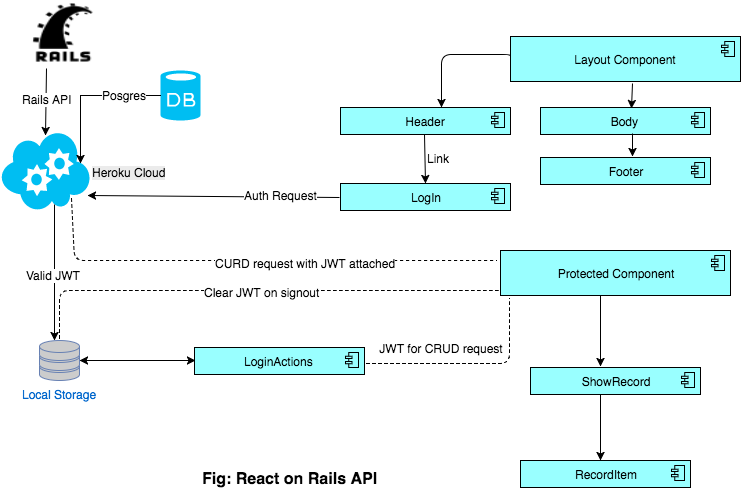 RAILS
Layout Component
Rails API
Posgres
DB
Header
Body
Link
Heroku Cloud
Footer
Auth Request
LogIn
CURD request with JWT attached
Valid JWT
Protected Component
Clear JWT on signout
JWT for CRUD request
LoginActions
ShowRecord
Local Storage
RecordItem
Fig: React on Rails API